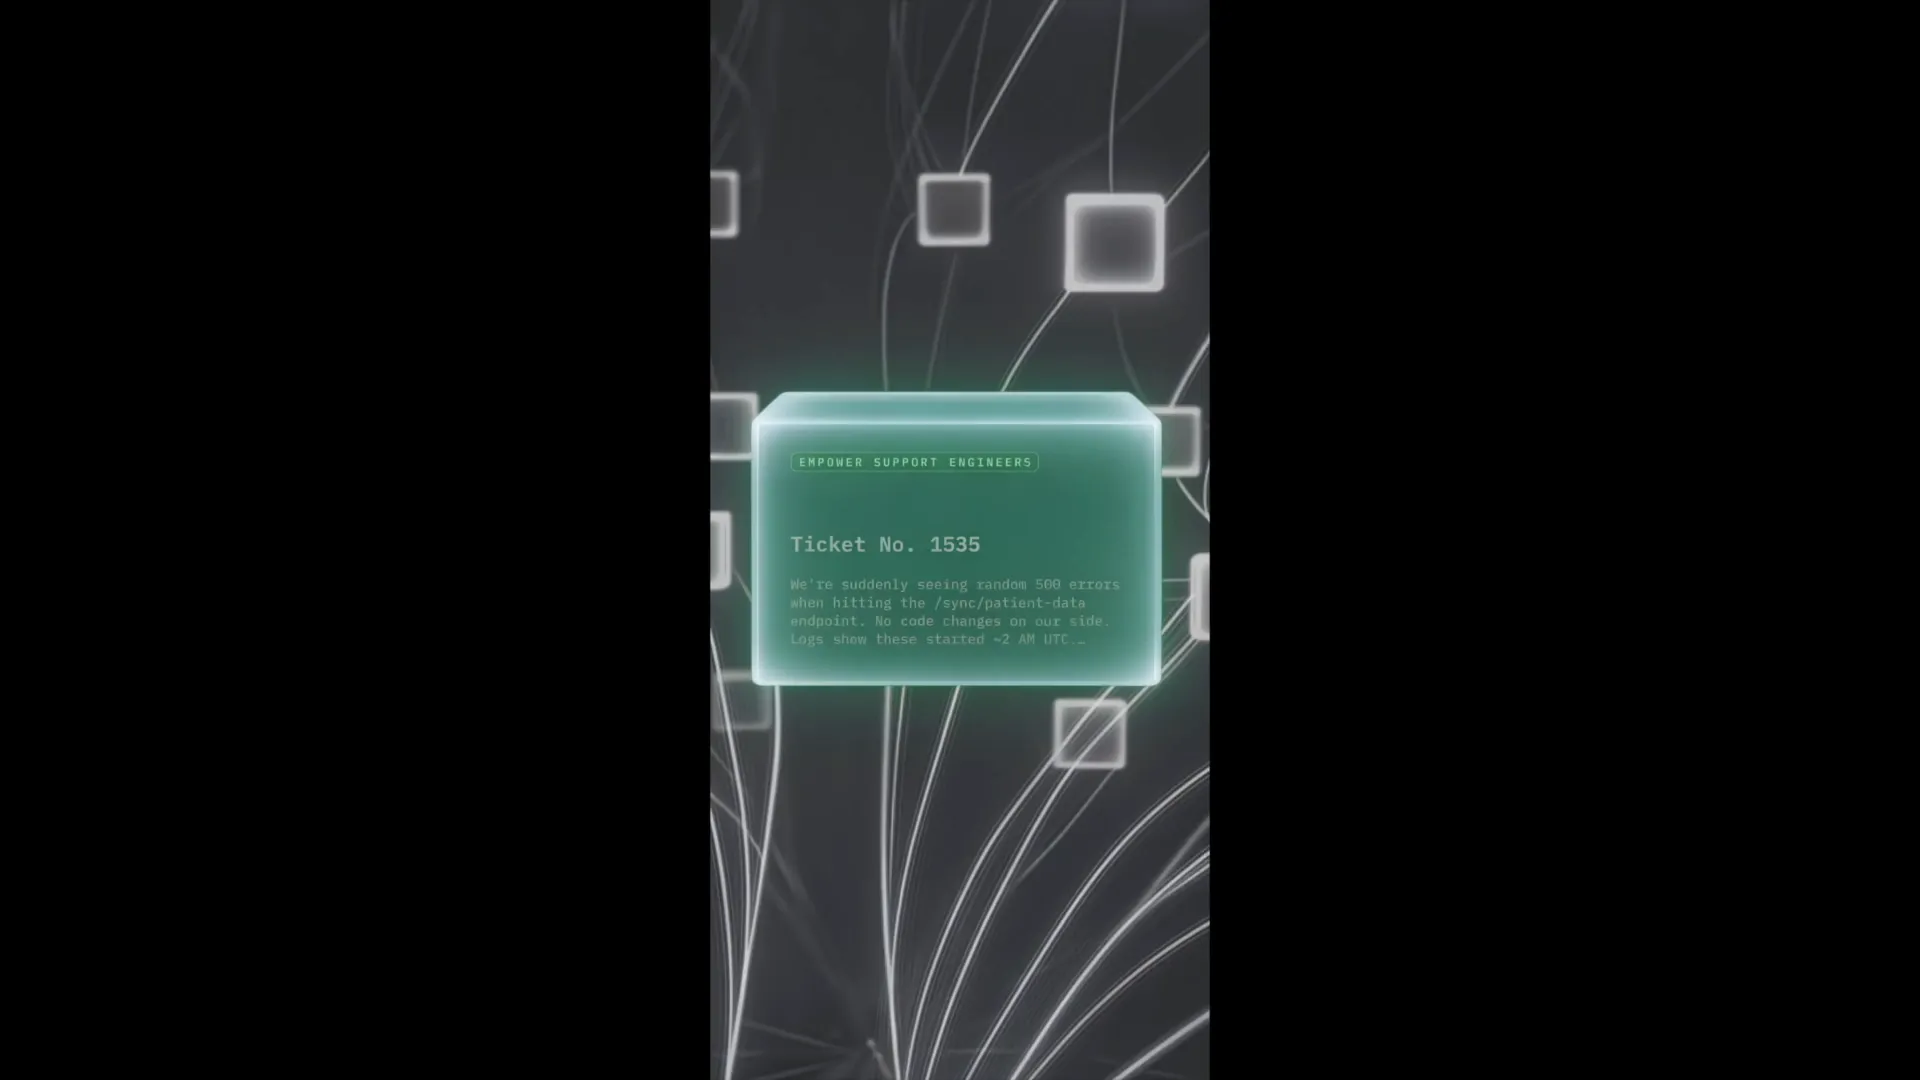 EMPOWER SUPPORT ENGINEERS
Ticket No. 1535
We're suddenly seeing random 500 errors
when hitting the /sync/patient-data
endpoint. No code changes on our side.
Logs show these started ~2 AM UTC.…